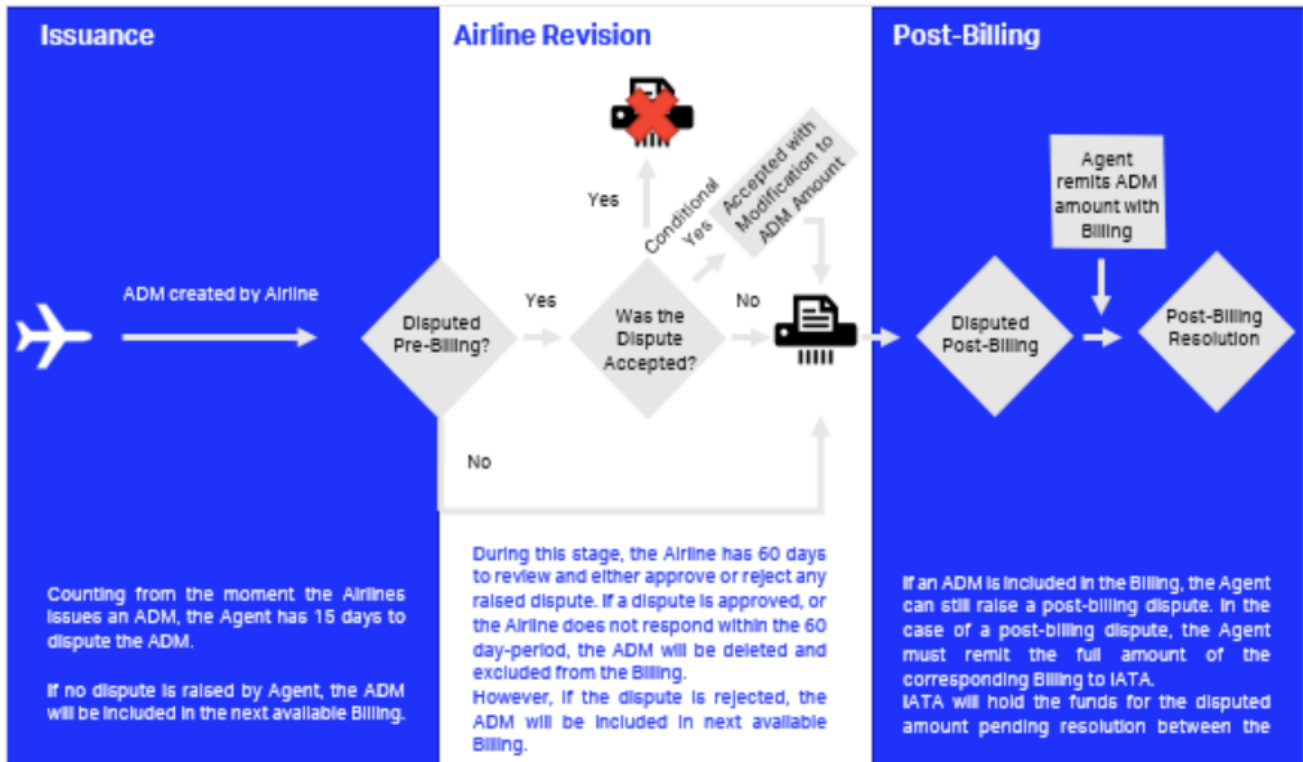 Issuance
ADM created by Airline
Disputed
Pre-Billing?
Counting from the moment the Airlines
issues an ADM, the Agent has 15 days to
dispute the ADM.
If no dispute is raised by Agent, the ADM
will be included in the next available Billing.
Airline Revision
Yes
Conditional
Yes
Accepted with
Modification to
ADM Amount
Yes
Was the
Dispute
Accepted?
No
No
During this stage, the Airline has 60 days
to review and either approve or reject any
raised dispute. If a dispute is approved, or
the Airline does not respond within the 60
day-period, the ADM will be deleted and
excluded from the Billing.
However, if the dispute is rejected, the
ADM will be included in next available
Billing.
Post-Billing
Agent
remits ADM
amount with
Billing
Disputed
Post-Billing
Post-Billing
Resolution
If an ADM is included in the Billing, the Agent
can still raise a post-billing dispute. In the
case of a post-billing dispute, the Agent
must remit the full amount of the
corresponding Billing to IATA.
IATA will hold the funds for the disputed
amount pending resolution between the